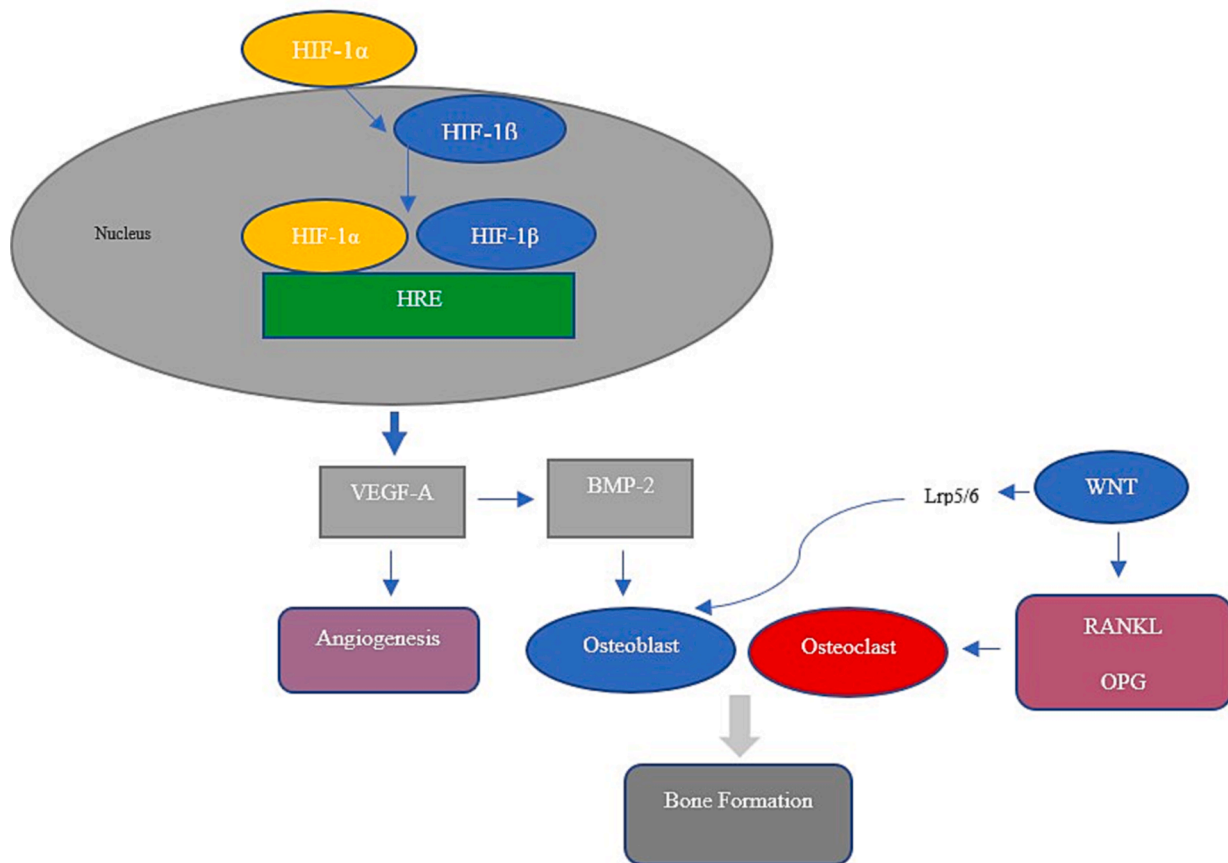 HIF-1α
HIF-1β
Nucleus
HIF-1α
HIF-1β
HRE
VEGF-A
BMP-2
Lrp5/6
WNT
Angiogenesis
Osteoblast
Osteoclast
RANKL
OPG
Bone Formation